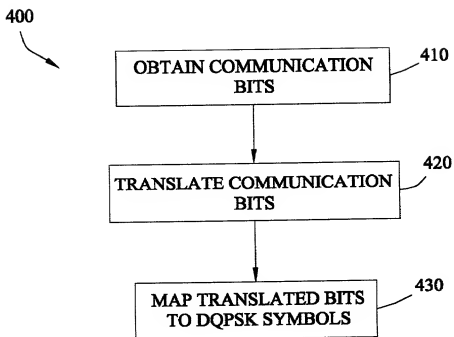 400
OBTAIN COMMUNICATION
BITS
410
TRANSLATE COMMUNICATION
BITS
420
MAP TRANSLATED BITS
TO DQPSK SYMBOLS
430